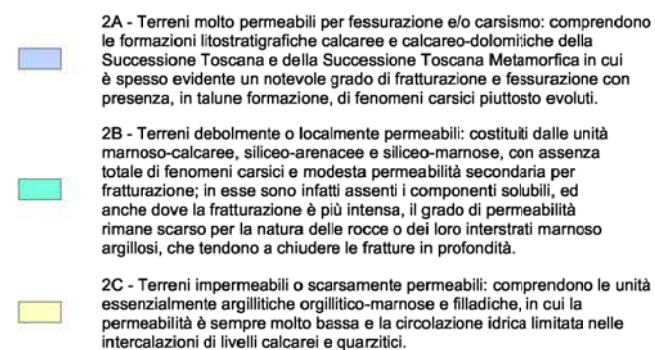 2A - Terreni molto permeabili per fessurazione e/o carsismo: comprendono
le formazioni litostratigrafiche calcaree e calcareo-dolomitiche della
Successione Toscana e della Successione Toscana Metamorfica in cui
è spesso evidente un notevole grado di fratturazione e fessurazione con
presenza, in talune formazione, di fenomeni carsici piuttosto evoluti.
2B - Terreni debolmente o localmente permeabili: costituiti dalle unità
marnoso-calcaree, siliceo-arenacee e siliceo-marnose, con assenza
totale di fenomeni carsici e modesta permeabilità secondaria per
fratturazione; in esse sono infatti assenti i componenti solubili, ed
anche dove la fratturazione è più intensa, il grado di permeabilità
rimane scarso per la natura delle rocce o dei loro interstrati marnoso
argillosi, che tendono a chiudere le fratture in profondità.
2C - Terreni impermeabili o scarsamente permeabili: comprendono le unità
essenzialmente argillitiche orgillitico-marnose e filladiche, in cui la
permeabilità è sempre molto bassa e la circolazione idrica limitata nelle
intercalazioni di livelli calcarei e quarzitici.